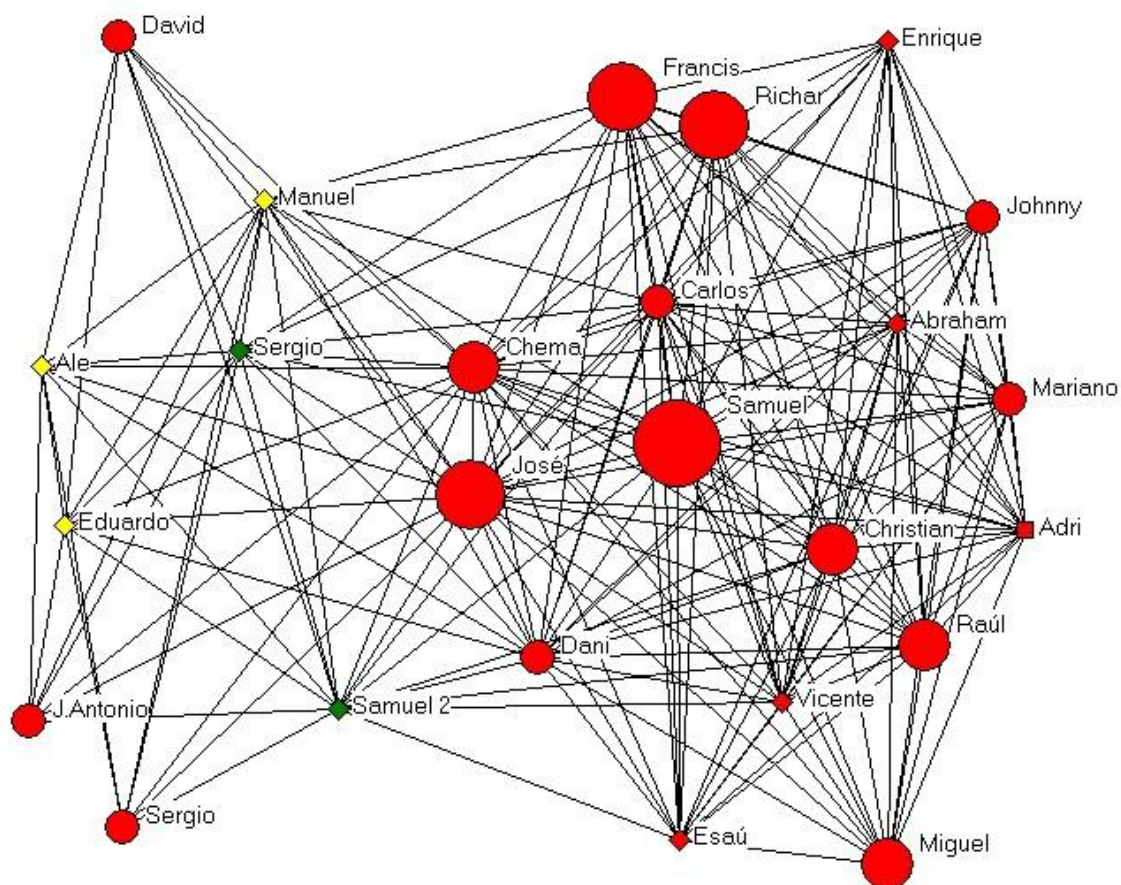 David
Enrique
Francis
Richar
Manuel
Johnny
Carlos
Abraham
Sergio
Chema
Ale
Mariano
Samuel
José
Eduardo
Christian
Adri
Dani
Raúl
J.Antonio
Samuel 2
Vicente
Sergio
Esaú
Miguel